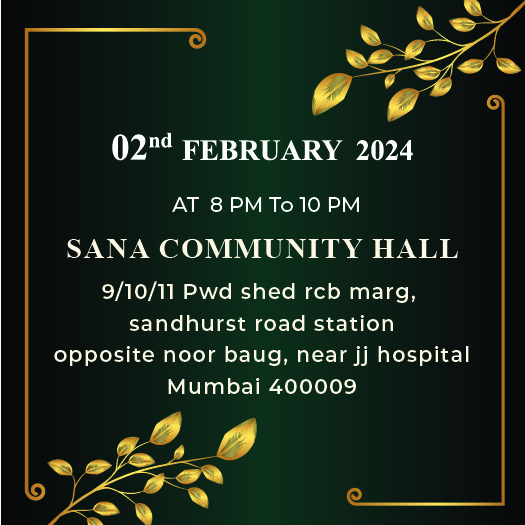 02nd FEBRUARY 2024
AT 8 PM To 10 PM
SANA COMMUNITY HALL
9/10/11 Pwd shed rcb marg,
sandhurst road station
opposite noor baug, near jj hospital
Mumbai 400009